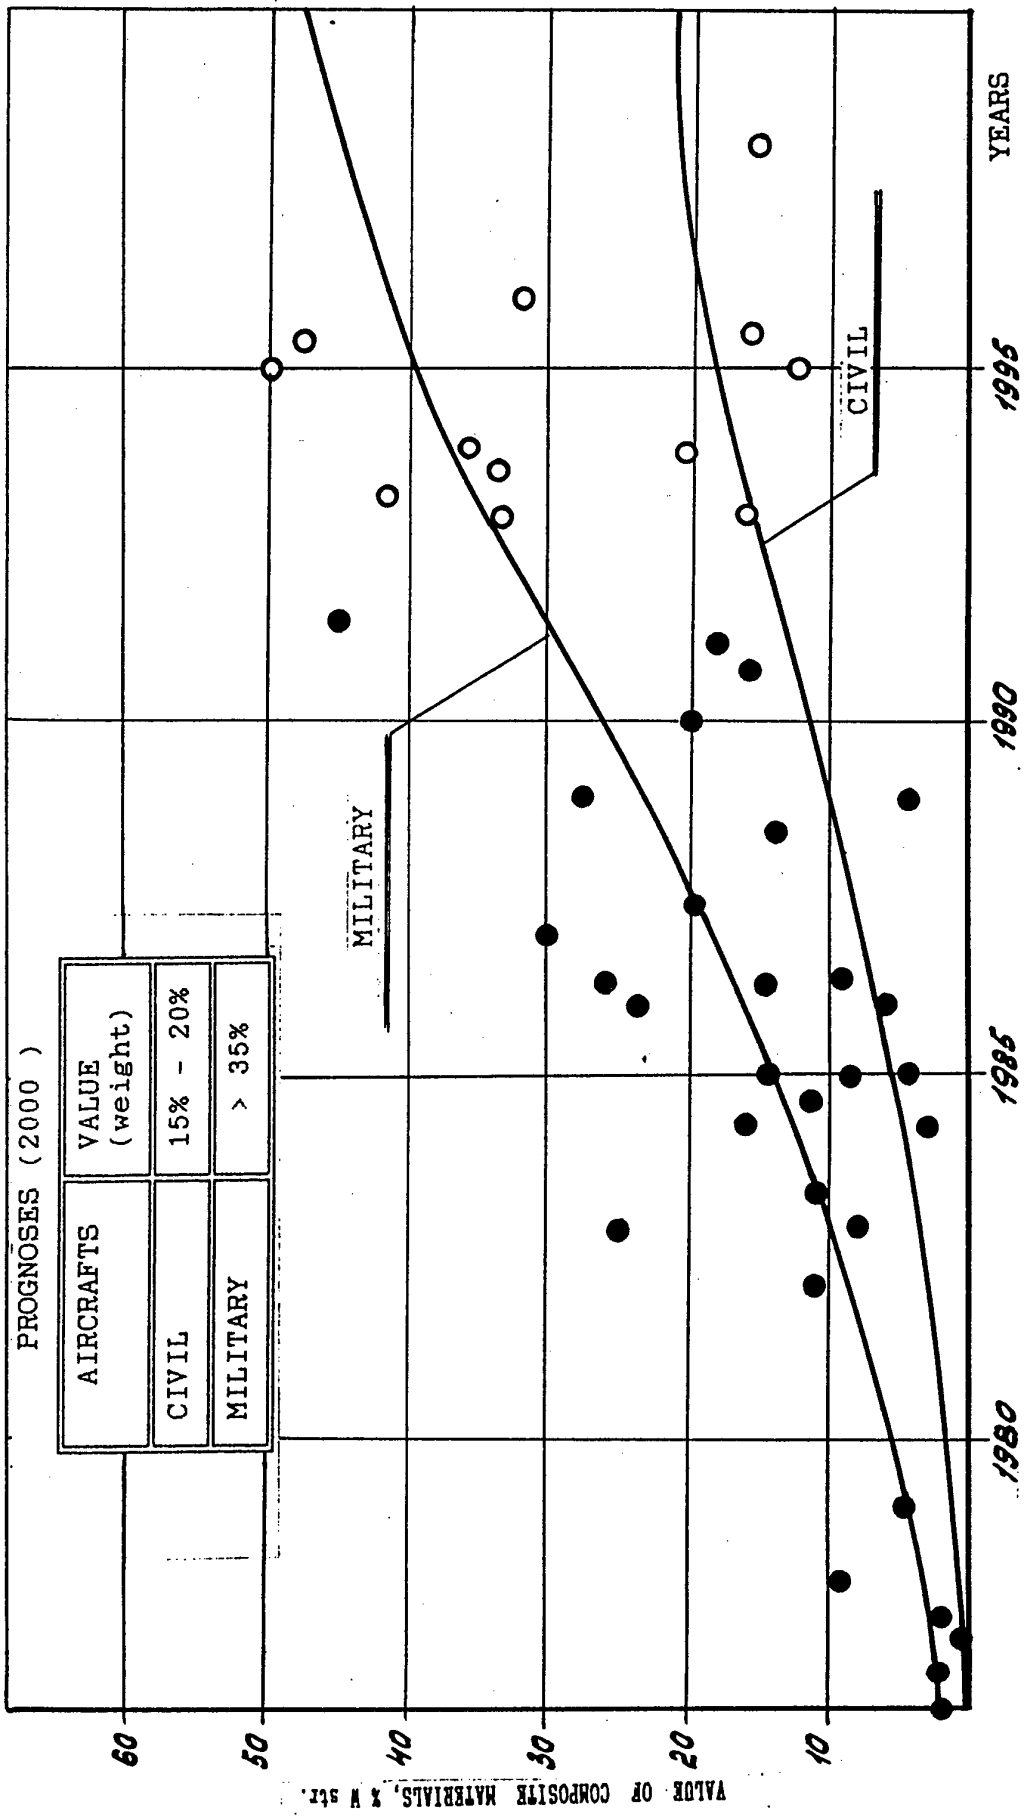 PROGNOSES (2000 )
AIRCRAFTS
VALUE
(weight)
CIVIL
15% - 20%
MILITARY
> 35%
MILITARY
CIVIL
VALUE OF COMPOSITE MATERIALS, % W str.
60
50
40
30
20
10
1980
1985
1990
1995
YEARS